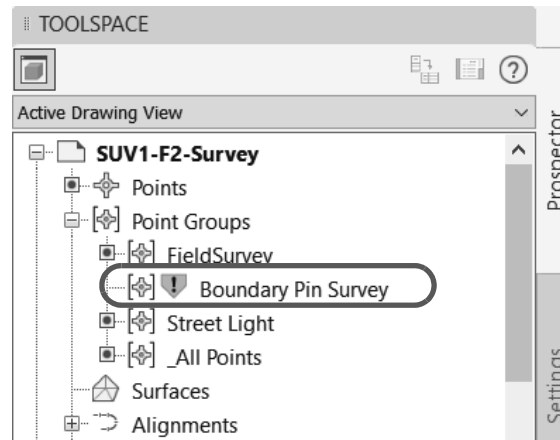 TOOLSPACE
Active Drawing View
SUV1-F2-Survey
Points
Point Groups
FieldSurvey
Boundary Pin Survey
Street Light
_All Points
Surfaces
Alignments
Prospector
Settings